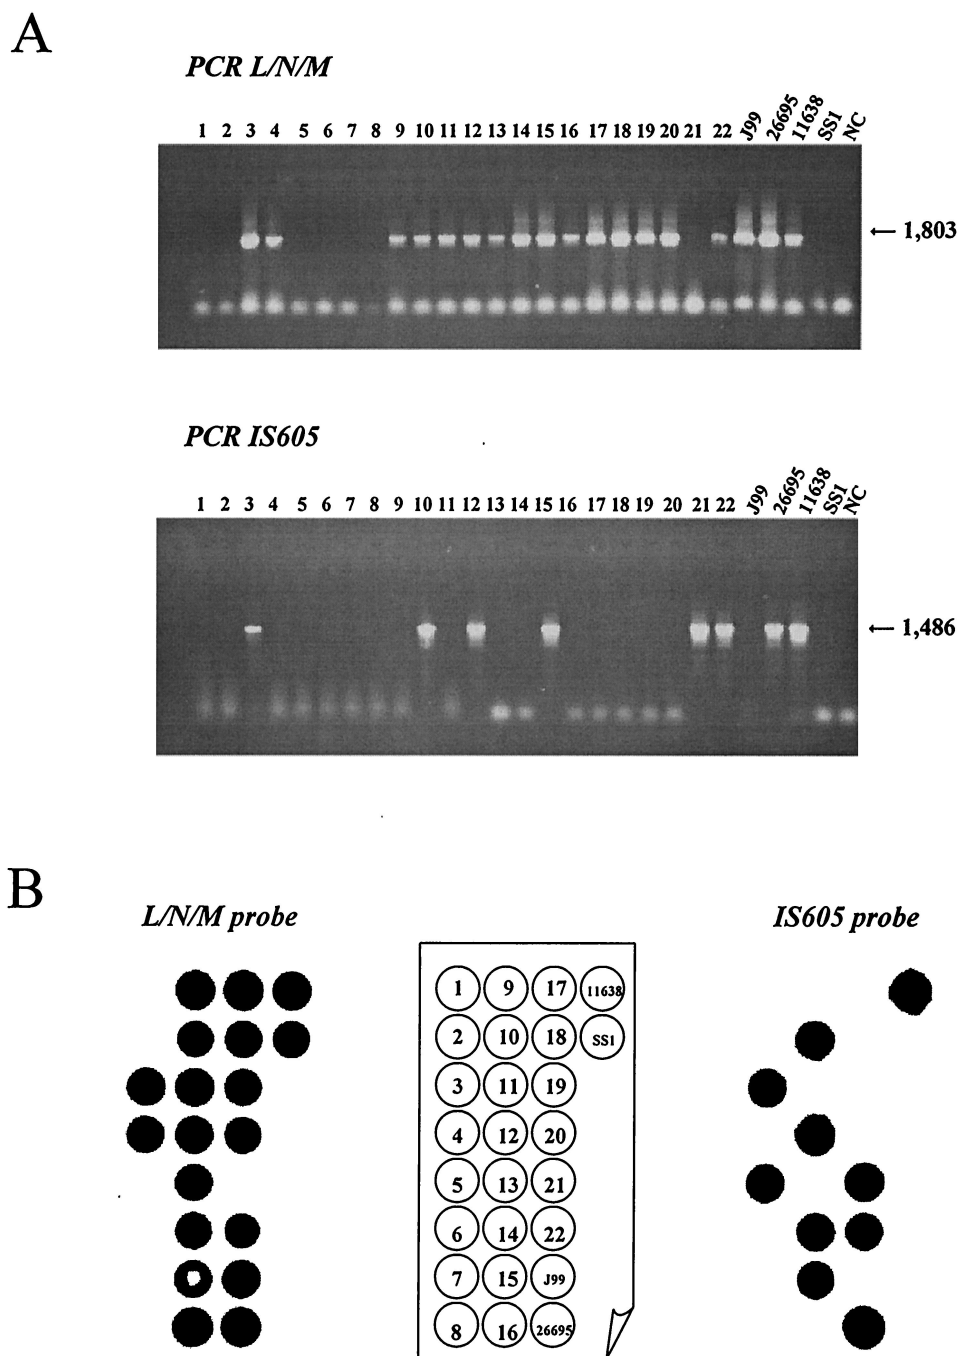 A
PCR L/N/M
1 2 3 4 5 6 7 8 9 10 11 12 13 14 15 16 17 18 19 20 21 22 J99 26695 11638 SS1 NC
← 1,803
PCR IS605
1 2 3 4 5 6 7 8 9 10 11 12 13 14 15 16 17 18 19 20 21 22 J99 26695 11638 SS1 NC
← 1,486
B
L/N/M probe
IS605 probe
1 9 17 11638
2 10 18 SS1
3 11 19
4 12 20
5 13 21
6 14 22
7 15 J99
8 16 26695